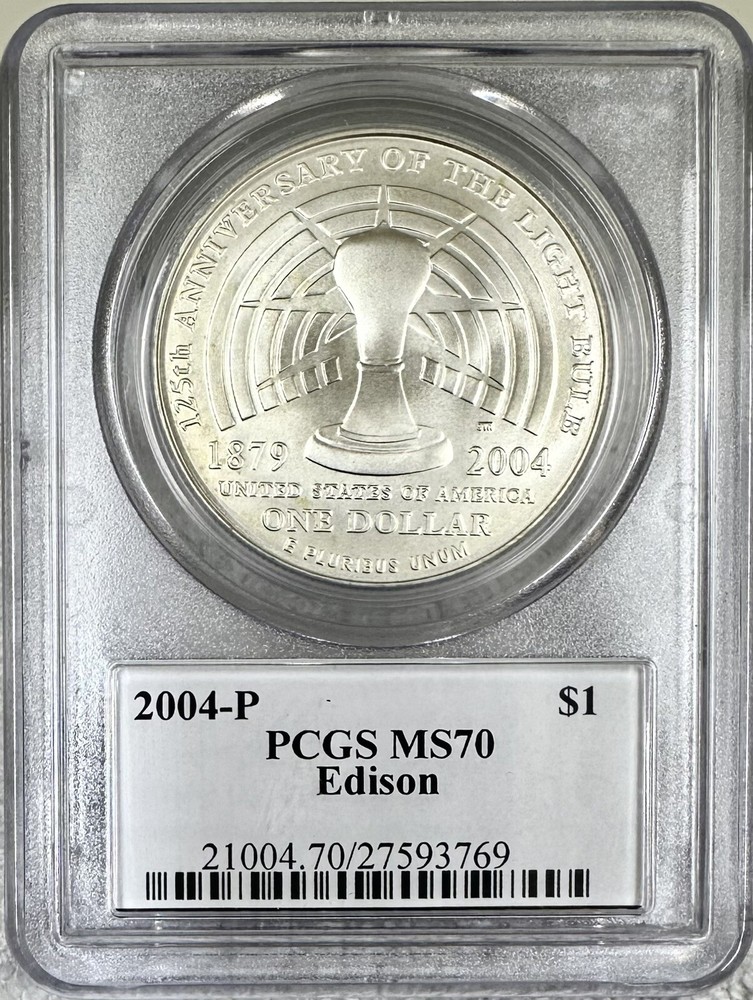 125th ANNIVERSARY OF THE LIGHT BULB
1879 2004
UNITED STATES OF AMERICA
ONE DOLLAR
E PLURIBUS UNUM
2004-P $1
PCGS MS70
Edison
21004.70/27593769